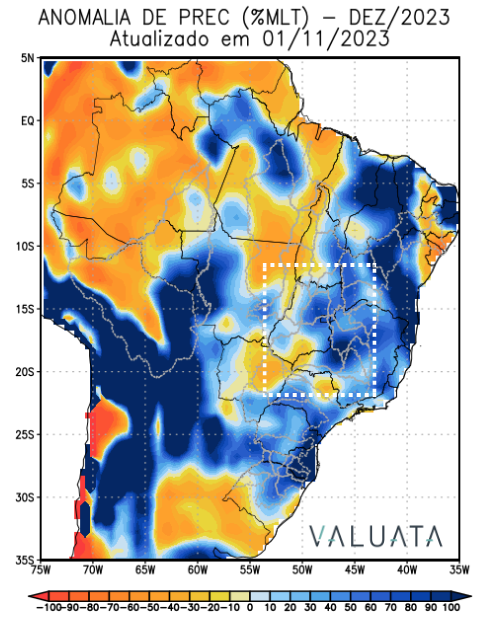 ANOMALIA DE PREC (%MLT) – DEZ/2023
Atualizado em 01/11/2023
5N
EQ
5S
10S
15S
20S
25S
30S
35S
VALUATA
75W 70W 65W 60W 55W 50W 45W 40W 35W
-100 -90 -80 -70 -60 -50 -40 -30 -20 -10 0 10 20 30 40 50 60 70 80 90 100